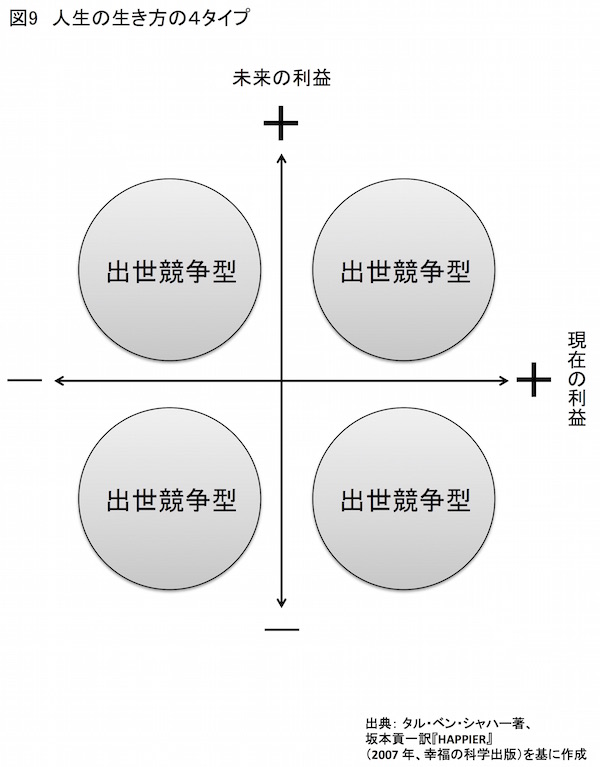 図9 人生の生き方の4タイプ
未来の利益
+
出世競争型
出世競争型
—
+
現在の利益
出世競争型
出世競争型
—
出典: タル・ベン・シャハー著、
坂本貢一訳『HAPPIER』
(2007年、幸福の科学出版)を基に作成